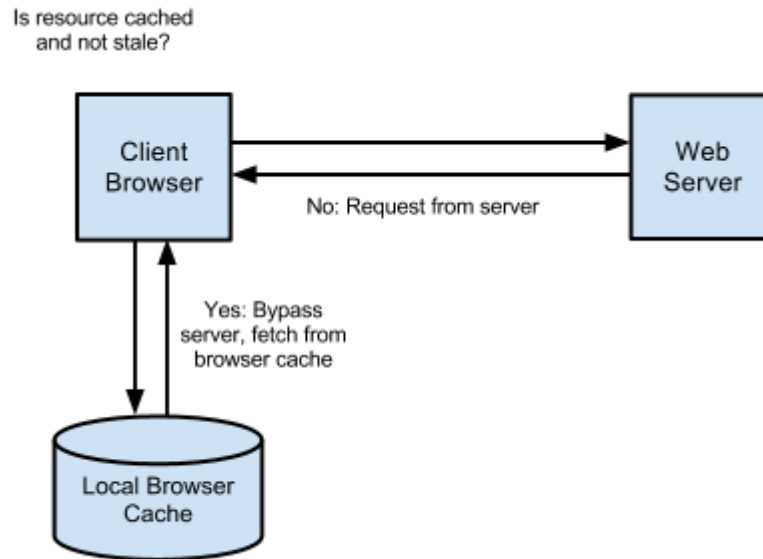 Is resource cached
and not stale?
Client
Browser
Web
Server
No: Request from server
Yes: Bypass
server, fetch from
browser cache
Local Browser
Cache